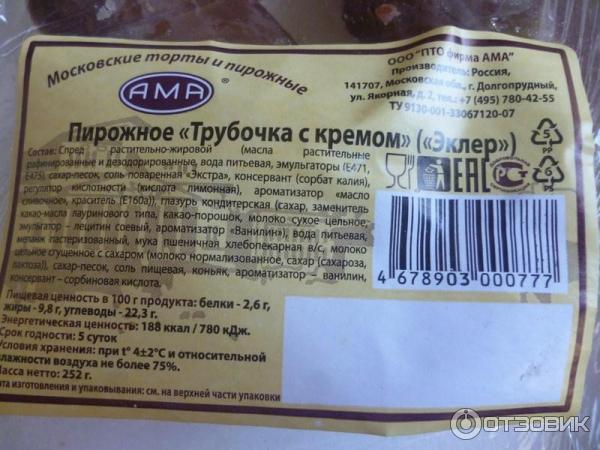 Московские торты и пирожные
АМА ®
ООО "ПТО фирма АМА"
Производитель: Россия,
141707, Московская обл., г. Долгопрудный,
ул. Якорная, д. 2, тел.: +7 (495) 780-42-55
ТУ 9130-001-33067120-07
Пирожное «Трубочка с кремом» («Эклер»)
Состав: Спред растительно-жировой (масла растительные
рафинированные и дезодорированные, вода питьевая, эмульгаторы (Е471,
Е475), сахар-песок, соль поваренная «Экстра», консервант (сорбат калия),
регулятор кислотности (кислота лимонная), ароматизатор «масло
сливочное», краситель (Е160а)), глазурь кондитерская (сахар, заменитель
какао-масла лауринового типа, какао-порошок, молоко сухое цельное,
эмульгатор – лецитин соевый, ароматизатор «Ванилин»), вода питьевая,
меланж пастеризованный, мука пшеничная хлебопекарная в/с, молоко
цельное сгущенное с сахаром (молоко нормализованное, сахар (сахароза,
лактоза)), сахар-песок, соль пищевая, коньяк, ароматизатор – ванилин,
консервант – сорбиновая кислота.
Пищевая ценность в 100 г продукта: белки - 2,6 г,
жиры - 9,8 г, углеводы - 22,3 г.
Энергетическая ценность: 188 ккал / 780 кДж.
Срок годности: 5 суток
Условия хранения: при t° 4±2°С и относительной
влажности воздуха не более 75%.
Масса нетто: 252 г.
Дата изготовления и упаковывания: см. на верхней части упаковки
5
PP
6
PS
EAC
4 678903 000777
ОТЗОВИК